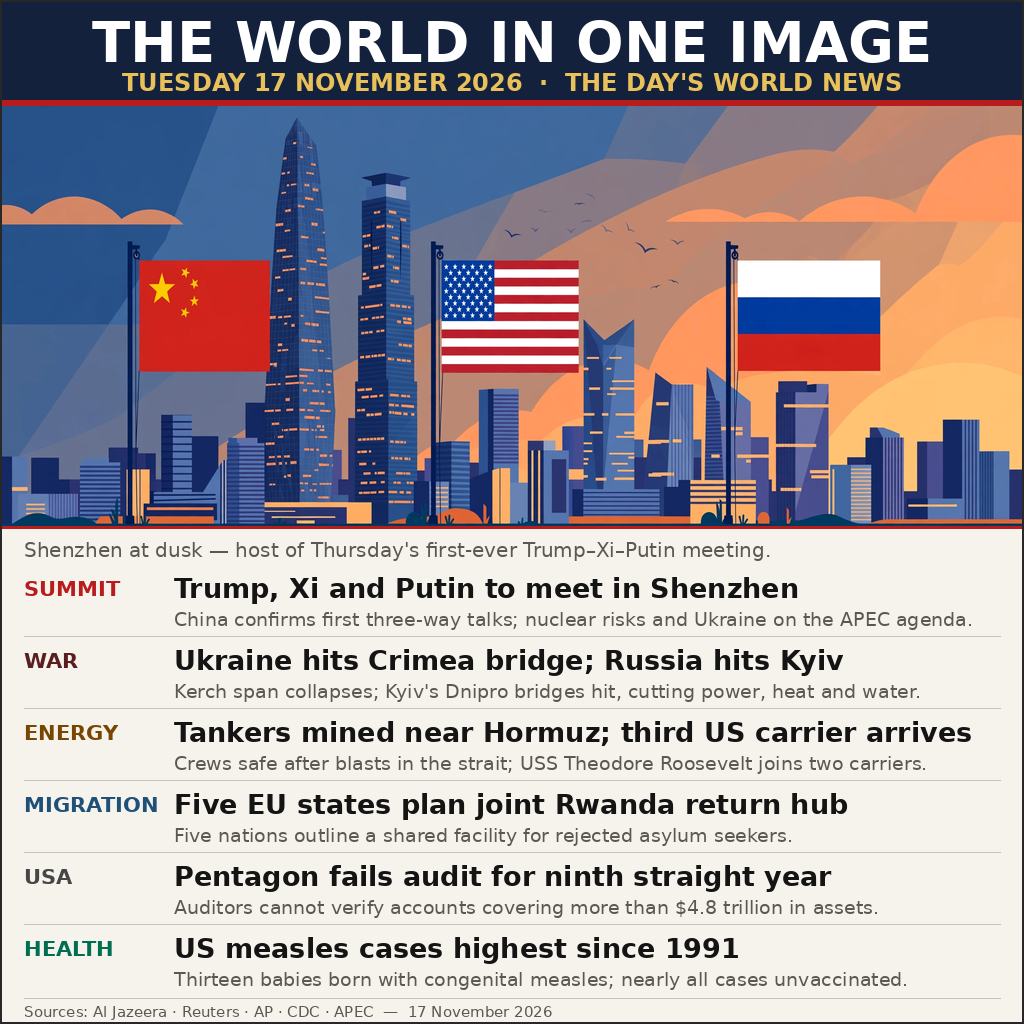 THE WORLD IN ONE IMAGE
TUESDAY 17 NOVEMBER 2026 · THE DAY'S WORLD NEWS
Shenzhen at dusk — host of Thursday's first-ever Trump–Xi–Putin meeting.
SUMMIT
Trump, Xi and Putin to meet in Shenzhen
China confirms first three-way talks; nuclear risks and Ukraine on the APEC agenda.
WAR
Ukraine hits Crimea bridge; Russia hits Kyiv
Kerch span collapses; Kyiv's Dnipro bridges hit, cutting power, heat and water.
ENERGY
Tankers mined near Hormuz; third US carrier arrives
Crews safe after blasts in the strait; USS Theodore Roosevelt joins two carriers.
MIGRATION
Five EU states plan joint Rwanda return hub
Five nations outline a shared facility for rejected asylum seekers.
USA
Pentagon fails audit for ninth straight year
Auditors cannot verify accounts covering more than $4.8 trillion in assets.
HEALTH
US measles cases highest since 1991
Thirteen babies born with congenital measles; nearly all cases unvaccinated.
Sources: Al Jazeera · Reuters · AP · CDC · APEC — 17 November 2026